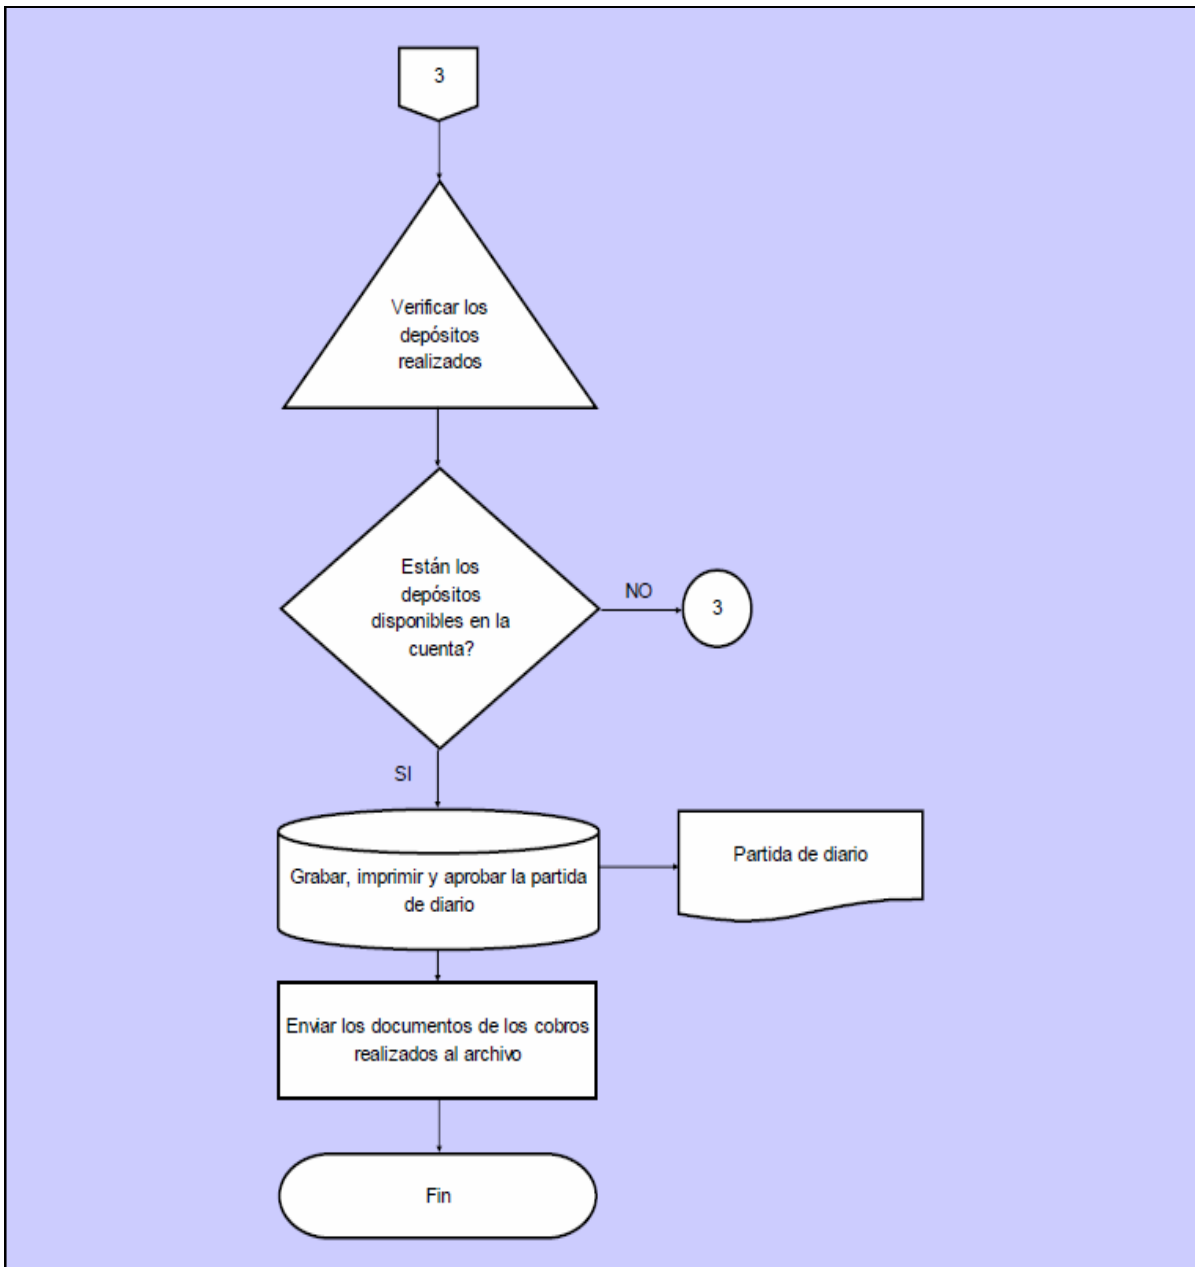 3
Verificar los
depósitos
realizados
Están los
depósitos
disponibles en la
cuenta?
NO
3
SI
Grabar, imprimir y aprobar la partida
de diario
Partida de diario
Enviar los documentos de los cobros
realizados al archivo
Fin